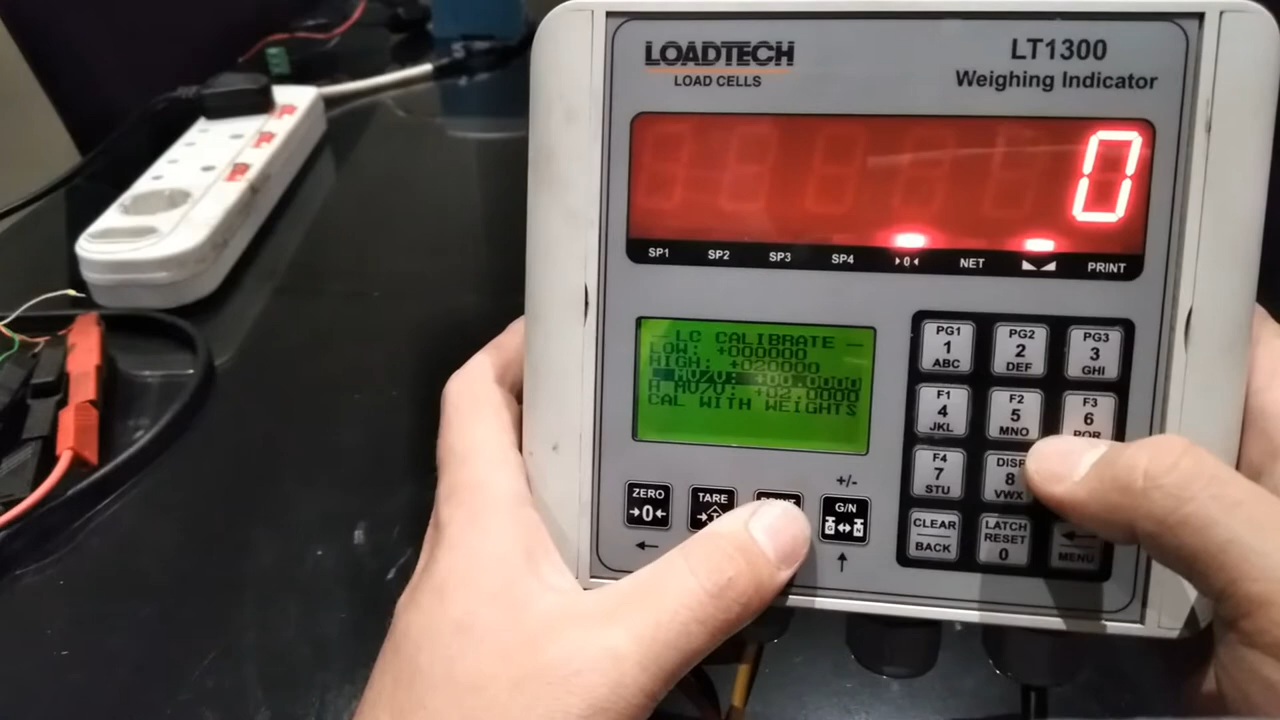 LOADTECH
LOAD CELLS
LT1300
Weighing Indicator
0
SP1 SP2 SP3 SP4 ▸0◂ NET PRINT
LC CALIBRATE
LOW: +000000
HIGH: +020000
MV/V: +00.0000
H MV/V: +02.0000
CAL WITH WEIGHTS
PG1 PG2 PG3
1 2 3
ABC DEF GHI
F1 F2 F3
4 5 6
JKL MNO PQR
F4 DISP
7 8
STU VWX
CLEAR LATCH
BACK RESET
0
MENU
+/-
ZERO TARE PRINT G/N
→0← →T← G↔N
← ↑